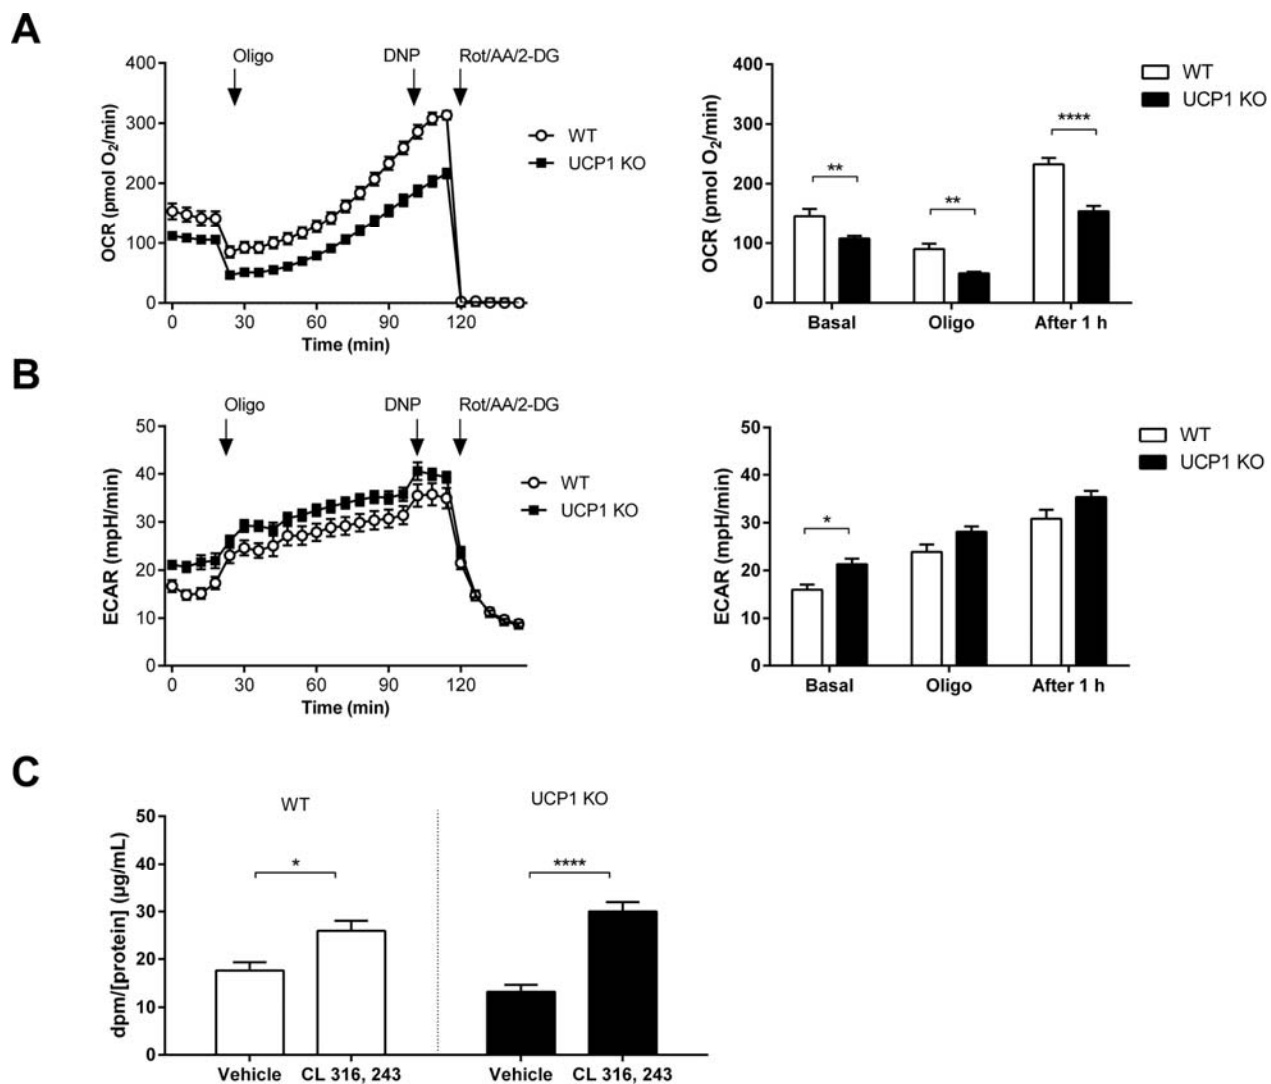 A
Oligo DNP Rot/AA/2-DG
400
300
200
100
0
OCR (pmol O2/min)
0 30 60 90 120
Time (min)
WT
UCP1 KO
400
300
200
100
0
OCR (pmol O2/min)
** ** ****
Basal Oligo After 1 h
WT
UCP1 KO
B
Oligo DNP Rot/AA/2-DG
50
40
30
20
10
0
ECAR (mpH/min)
0 30 60 90 120
Time (min)
WT
UCP1 KO
50
40
30
20
10
0
ECAR (mpH/min)
*
Basal Oligo After 1 h
WT
UCP1 KO
C
WT UCP1 KO
50
40
30
20
10
0
dpm/[protein] (µg/mL)
* ****
Vehicle CL 316, 243 Vehicle CL 316, 243